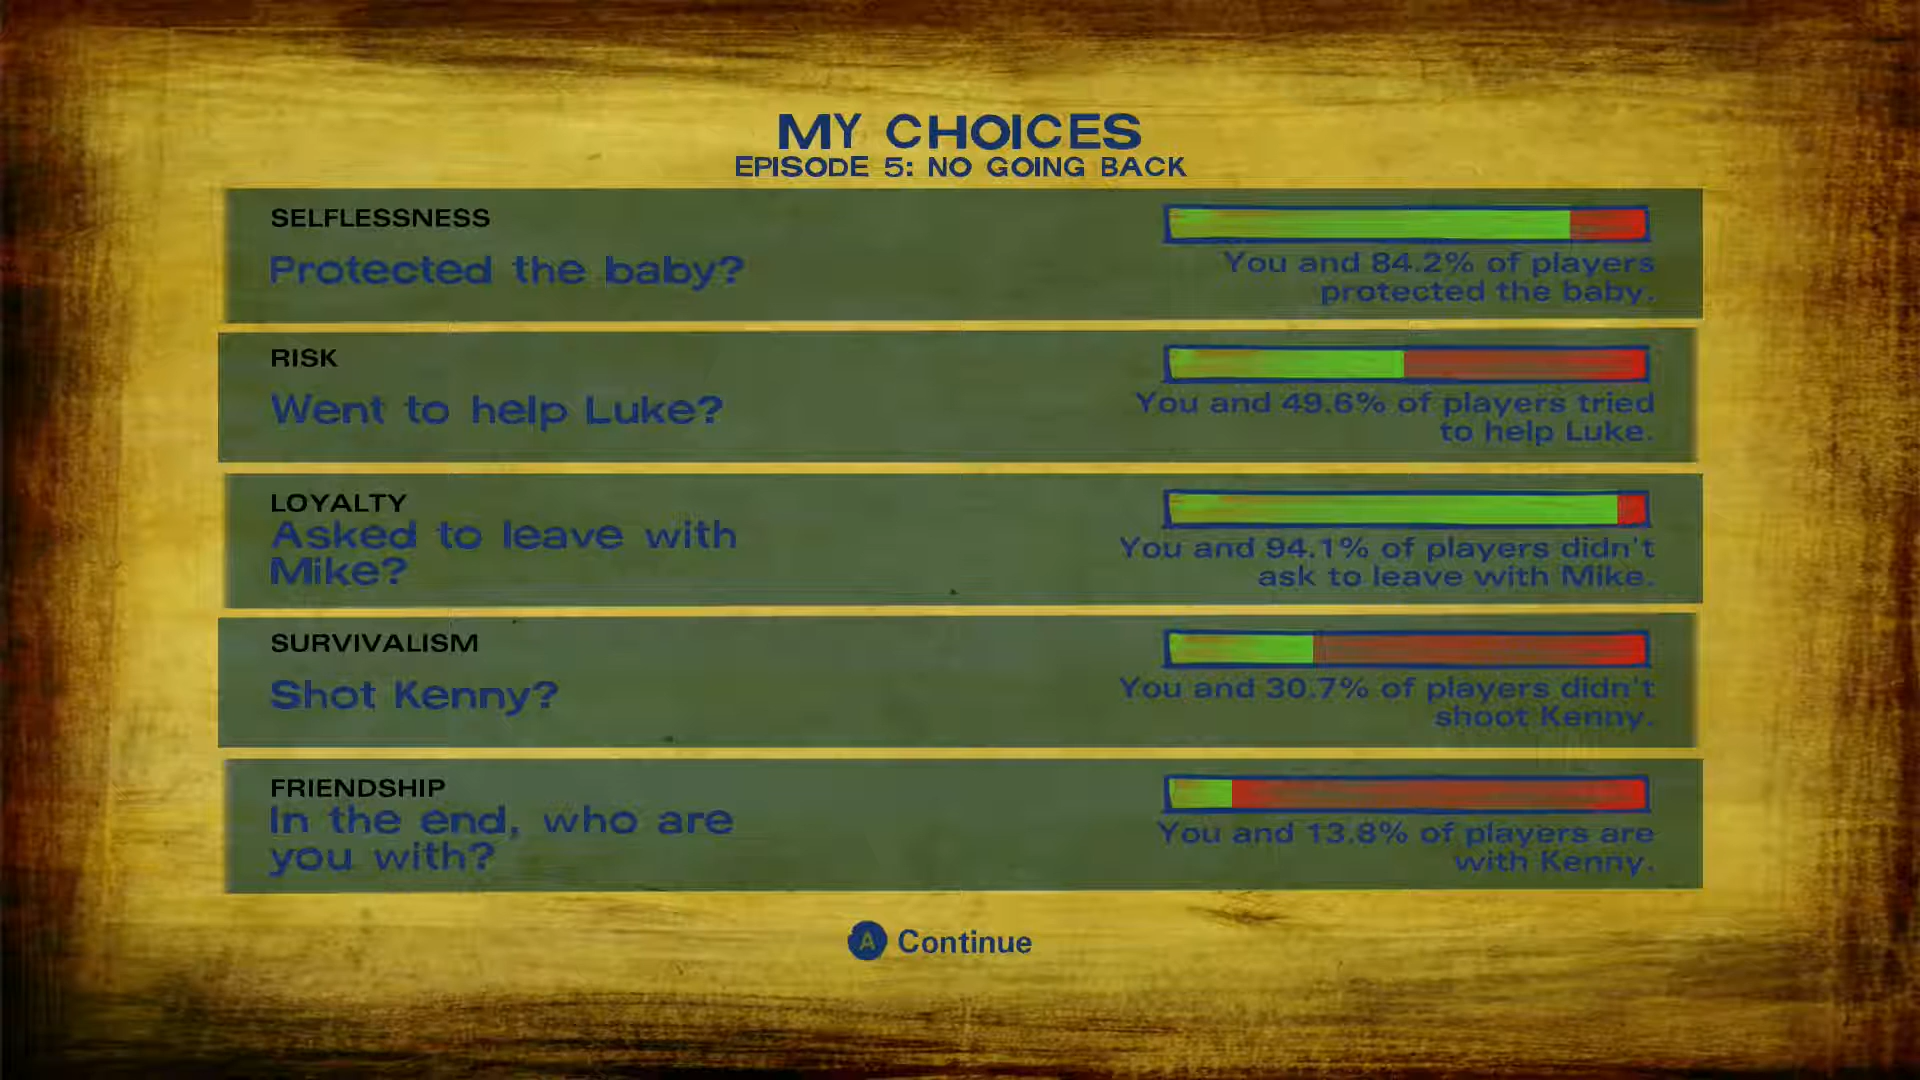 MY CHOICES
EPISODE 5: NO GOING BACK
SELFLESSNESS
Protected the baby?
You and 84.2% of players
protected the baby.
RISK
Went to help Luke?
You and 49.6% of players tried
to help Luke.
LOYALTY
Asked to leave with
Mike?
You and 94.1% of players didn't
ask to leave with Mike.
SURVIVALISM
Shot Kenny?
You and 30.7% of players didn't
shoot Kenny.
FRIENDSHIP
In the end, who are
you with?
You and 13.8% of players are
with Kenny.
A Continue